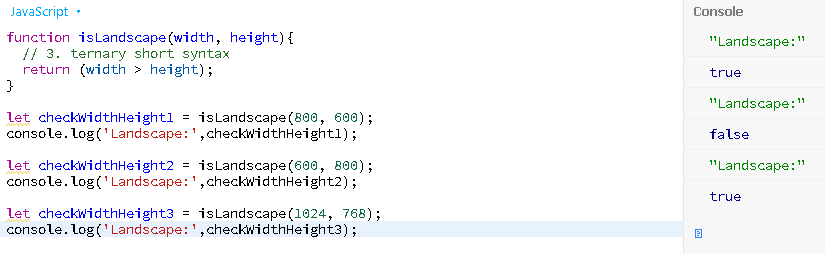 JavaScript •
function isLandscape(width, height){
  // 3. ternary short syntax
  return (width > height);
}
let checkWidthHeight1 = isLandscape(800, 600);
console.log('Landscape:',checkWidthHeight1);
let checkWidthHeight2 = isLandscape(600, 800);
console.log('Landscape:',checkWidthHeight2);
let checkWidthHeight3 = isLandscape(1024, 768);
console.log('Landscape:',checkWidthHeight3);
Console
"Landscape:"
true
"Landscape:"
false
"Landscape:"
true